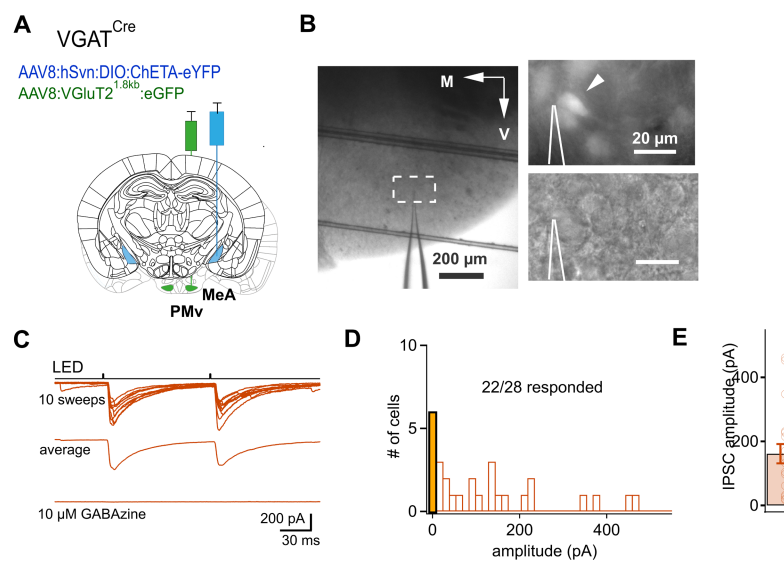 A
VGAT^Cre
AAV8:hSvn:DIO:ChETA-eYFP
AAV8:VGluT2^1.8kb:eGFP
MeA
PMv
B
M
V
200 µm
20 µm
C
LED
10 sweeps
average
10 µM GABAzine
200 pA
30 ms
D
10
5
0
# of cells
22/28 responded
0
200
400
amplitude (pA)
E
400
200
0
IPSC amplitude (pA)